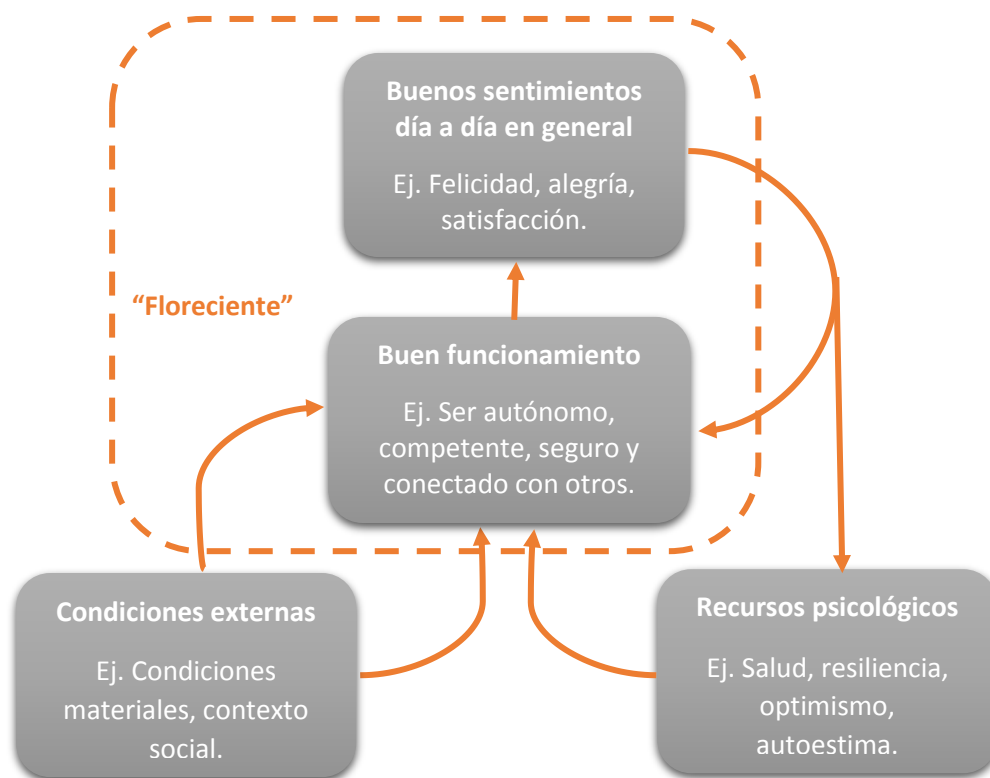 Buenos sentimientos
día a día en general
Ej. Felicidad, alegría,
satisfacción.
“Floreciente”
Buen funcionamiento
Ej. Ser autónomo,
competente, seguro y
conectado con otros.
Condiciones externas
Ej. Condiciones
materiales, contexto
social.
Recursos psicológicos
Ej. Salud, resiliencia,
optimismo,
autoestima.